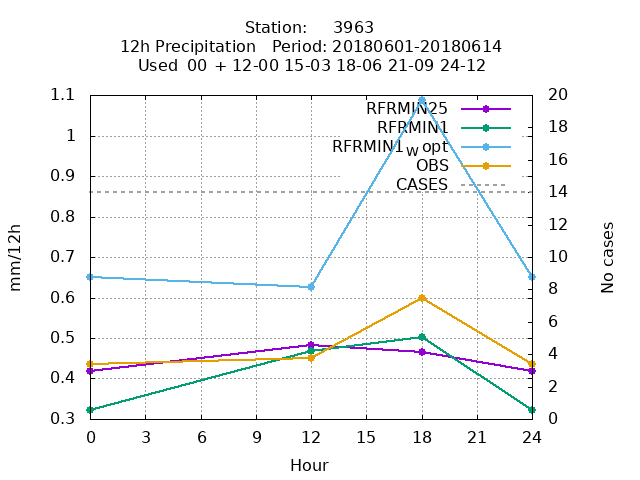 Station: 3963
12h Precipitation Period: 20180601-20180614
Used 00 + 12-00 15-03 18-06 21-09 24-12
1.1
1
0.9
0.8
0.7
0.6
0.5
0.4
0.3
mm/12h
RFRMIN25
RFRMIN1
RFRMIN1W opt
OBS
CASES
20
18
16
14
12
10
8
6
4
2
0
No cases
0 3 6 9 12 15 18 21 24
Hour